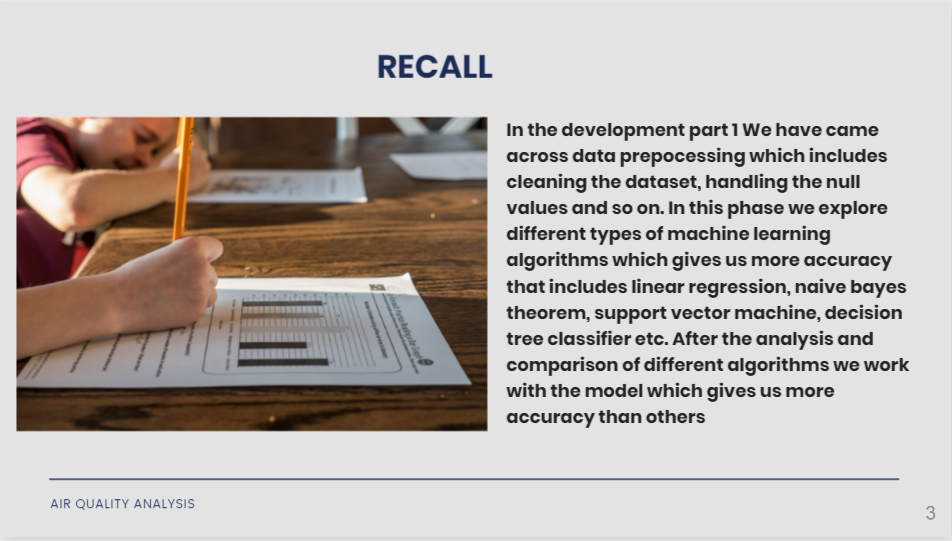 RECALL
In the development part 1 We have came
across data prepocessing which includes
cleaning the dataset, handling the null
values and so on. In this phase we explore
different types of machine learning
algorithms which gives us more accuracy
that includes linear regression, naive bayes
theorem, support vector machine, decision
tree classifier etc. After the analysis and
comparison of different algorithms we work
with the model which gives us more
accuracy than others
AIR QUALITY ANALYSIS
3